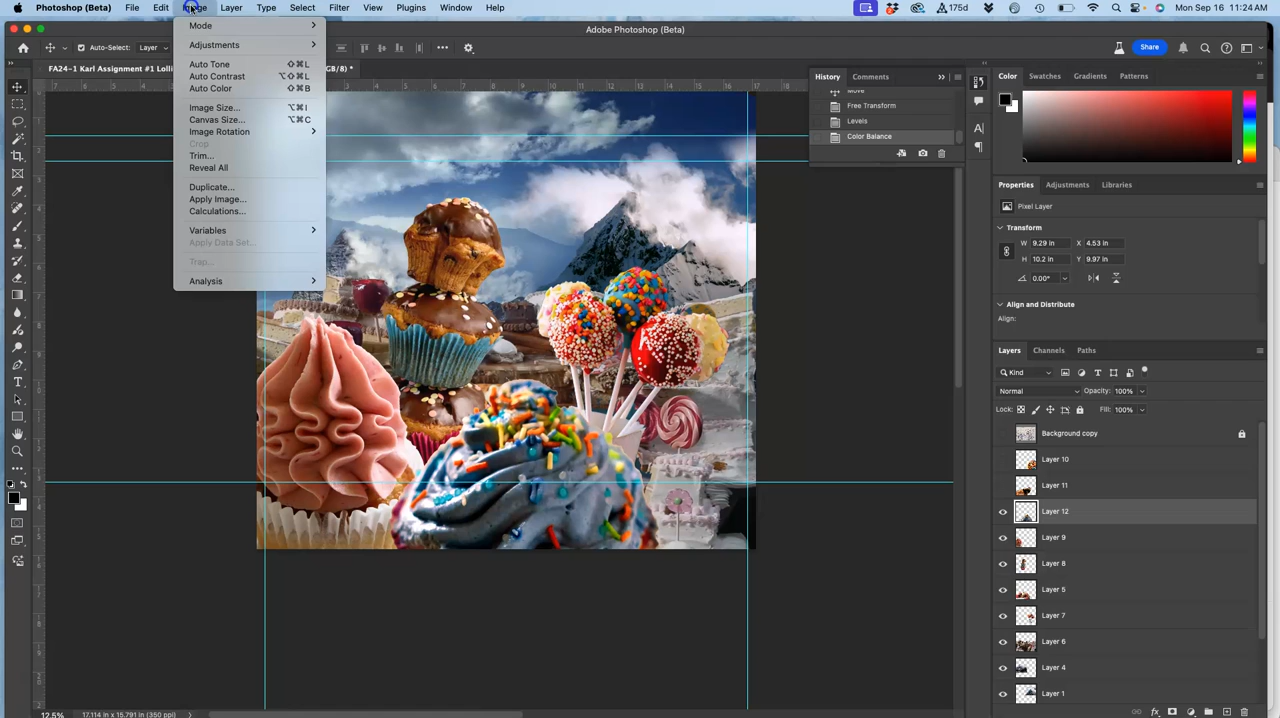 Photoshop (Beta) File Edit Image Layer Type Select Filter View Plugins Window Help 175d Mon Sep 16 11:24 AM
Adobe Photoshop (Beta)
Auto-Select: Layer Share
FA24-1 Karl Assignment #1 Lolli GB/8) *
Mode
Adjustments
Auto Tone ⇧⌘L
Auto Contrast ⌥⇧⌘L
Auto Color ⇧⌘B
Image Size... ⌥⌘I
Canvas Size... ⌥⌘C
Image Rotation
Crop
Trim...
Reveal All
Duplicate...
Apply Image...
Calculations...
Variables
Apply Data Set...
Trap...
Analysis
History Comments
Move
Free Transform
Levels
Color Balance
Color Swatches Gradients Patterns
Properties Adjustments Libraries
Pixel Layer
Transform
W 9.29 in X 4.53 in
H 10.2 in Y 9.97 in
0.00°
Align and Distribute
Align:
Layers Channels Paths
Kind
Normal Opacity: 100%
Lock: Fill: 100%
Background copy
Layer 10
Layer 11
Layer 12
Layer 9
Layer 8
Layer 5
Layer 7
Layer 6
Layer 4
Layer 1
12.5% 17.114 in x 15.791 in (350 ppi)